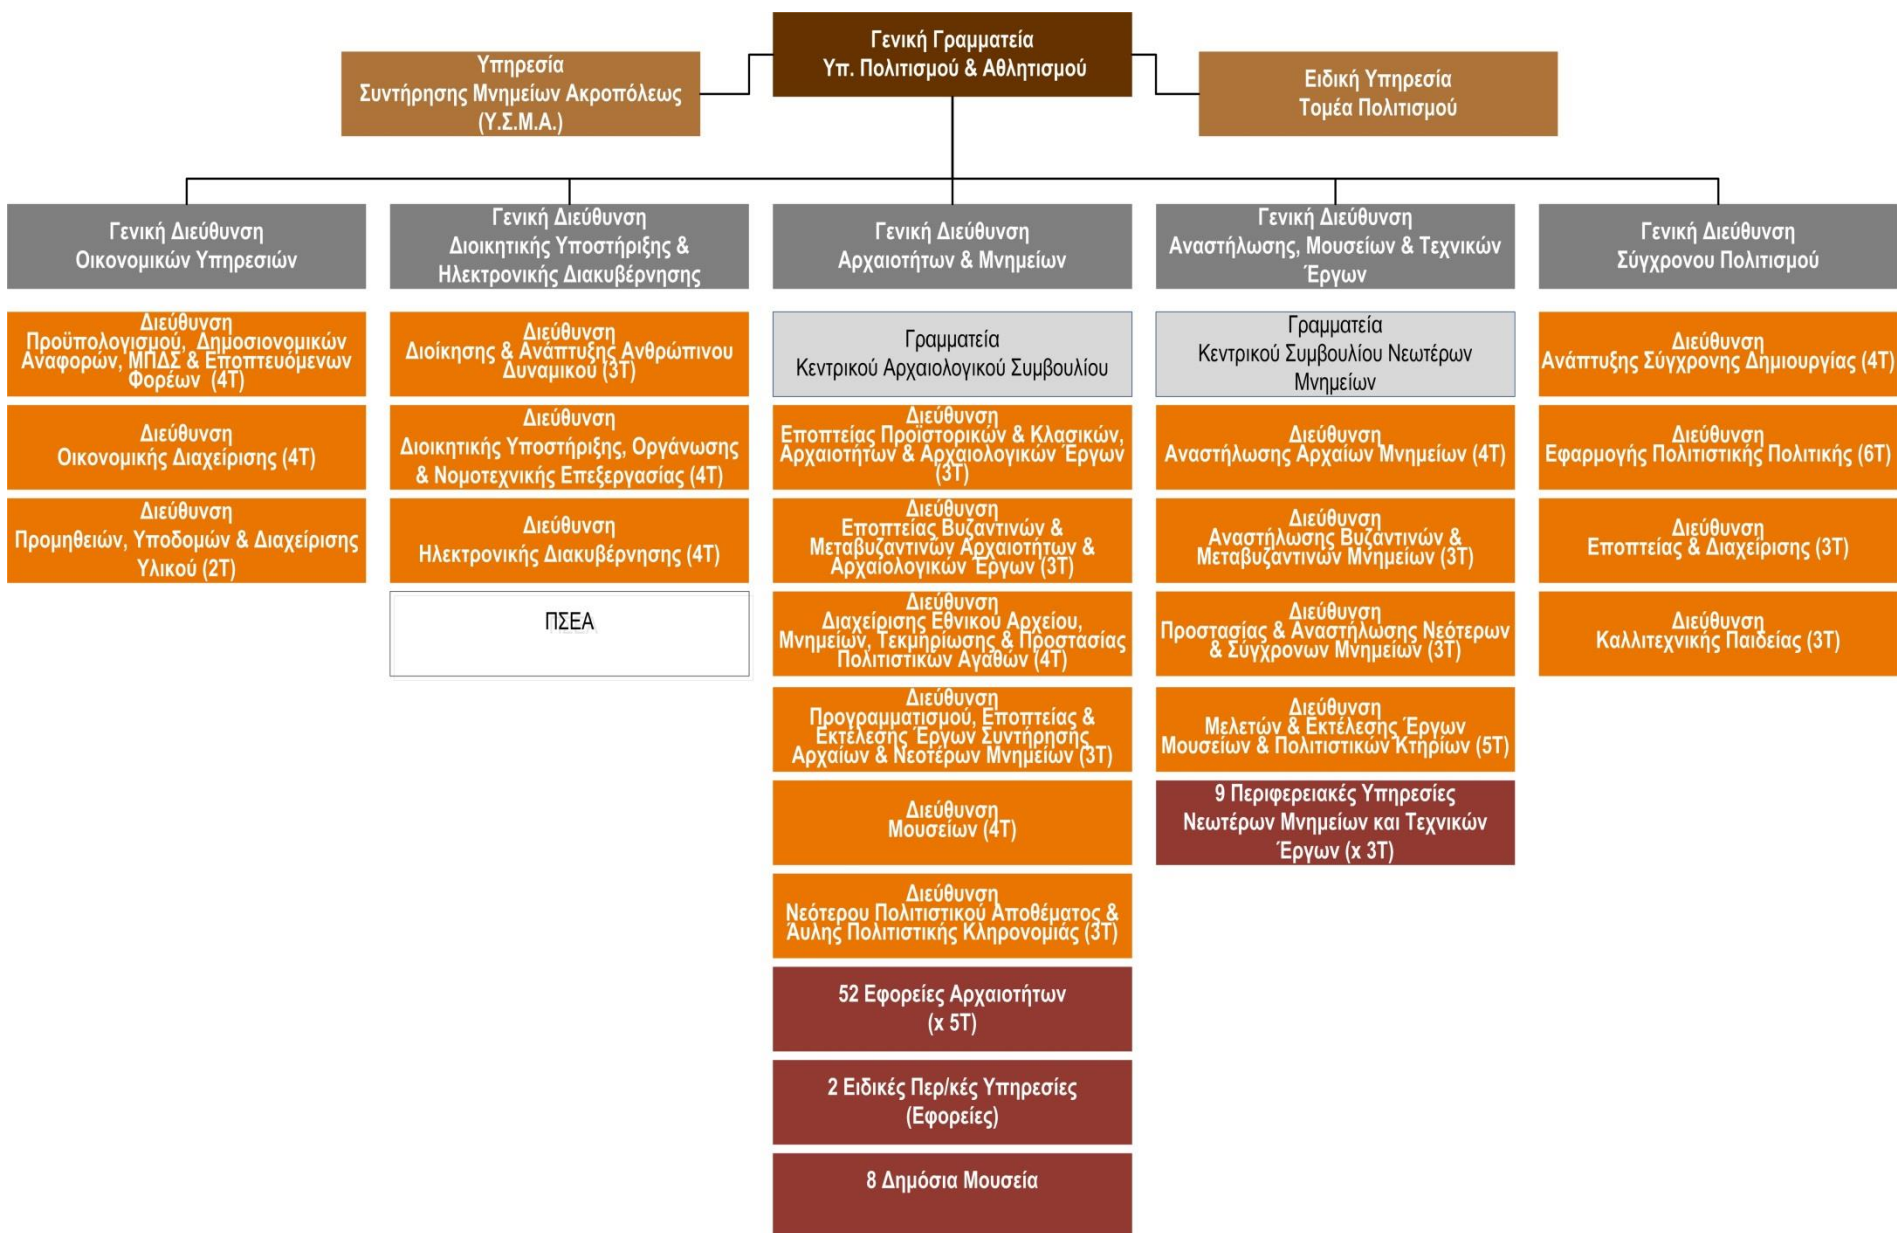 Γενική Γραμματεία
Υπ. Πολιτισμού & Αθλητισμού
Υπηρεσία
Συντήρησης Μνημείων Ακροπόλεως
(Υ.Σ.Μ.Α.)
Ειδική Υπηρεσία
Τομέα Πολιτισμού
Γενική Διεύθυνση
Οικονομικών Υπηρεσιών
Διεύθυνση
Προϋπολογισμού, Δημοσιονομικών
Αναφορών, ΜΠΔΣ & Εποπτευόμενων
Φορέων (4Τ)
Διεύθυνση
Οικονομικής Διαχείρισης (4Τ)
Διεύθυνση
Προμηθειών, Υποδομών & Διαχείρισης
Υλικού (2Τ)
Γενική Διεύθυνση
Διοικητικής Υποστήριξης &
Ηλεκτρονικής Διακυβέρνησης
Διεύθυνση
Διοίκησης & Ανάπτυξης Ανθρώπινου
Δυναμικού (3Τ)
Διεύθυνση
Διοικητικής Υποστήριξης, Οργάνωσης
& Νομοτεχνικής Επεξεργασίας (4Τ)
Διεύθυνση
Ηλεκτρονικής Διακυβέρνησης (4Τ)
ΠΣΕΑ
Γενική Διεύθυνση
Αρχαιοτήτων & Μνημείων
Γραμματεία
Κεντρικού Αρχαιολογικού Συμβουλίου
Διεύθυνση
Εποπτείας Προϊστορικών & Κλασικών,
Αρχαιοτήτων & Αρχαιολογικών Έργων
(3Τ)
Διεύθυνση
Εποπτείας Βυζαντινών &
Μεταβυζαντινών Αρχαιοτήτων &
Αρχαιολογικών Έργων (3Τ)
Διεύθυνση
Διαχείρισης Εθνικού Αρχείου,
Μνημείων, Τεκμηρίωσης & Προστασίας
Πολιτιστικών Αγαθών (4Τ)
Διεύθυνση
Προγραμματισμού, Εποπτείας &
Εκτέλεσης Έργων Συντήρησης
Αρχαίων & Νεοτέρων Μνημείων (3Τ)
Διεύθυνση
Μουσείων (4Τ)
Διεύθυνση
Νεότερου Πολιτιστικού Αποθέματος &
Άυλης Πολιτιστικής Κληρονομιάς (3Τ)
52 Εφορείες Αρχαιοτήτων
(x 5Τ)
2 Ειδικές Περ/κές Υπηρεσίες
(Εφορείες)
8 Δημόσια Μουσεία
Γενική Διεύθυνση
Αναστήλωσης, Μουσείων & Τεχνικών
Έργων
Γραμματεία
Κεντρικού Συμβουλίου Νεωτέρων
Μνημείων
Διεύθυνση
Αναστήλωσης Αρχαίων Μνημείων (4Τ)
Διεύθυνση
Αναστήλωσης Βυζαντινών &
Μεταβυζαντινών Μνημείων (3Τ)
Διεύθυνση
Προστασίας & Αναστήλωσης Νεότερων
& Σύγχρονων Μνημείων (3Τ)
Διεύθυνση
Μελετών & Εκτέλεσης Έργων
Μουσείων & Πολιτιστικών Κτηρίων (5Τ)
9 Περιφερειακές Υπηρεσίες
Νεωτέρων Μνημείων και Τεχνικών
Έργων (x 3Τ)
Γενική Διεύθυνση
Σύγχρονου Πολιτισμού
Διεύθυνση
Ανάπτυξης Σύγχρονης Δημιουργίας (4Τ)
Διεύθυνση
Εφαρμογής Πολιτιστικής Πολιτικής (6Τ)
Διεύθυνση
Εποπτείας & Διαχείρισης (3Τ)
Διεύθυνση
Καλλιτεχνικής Παιδείας (3Τ)